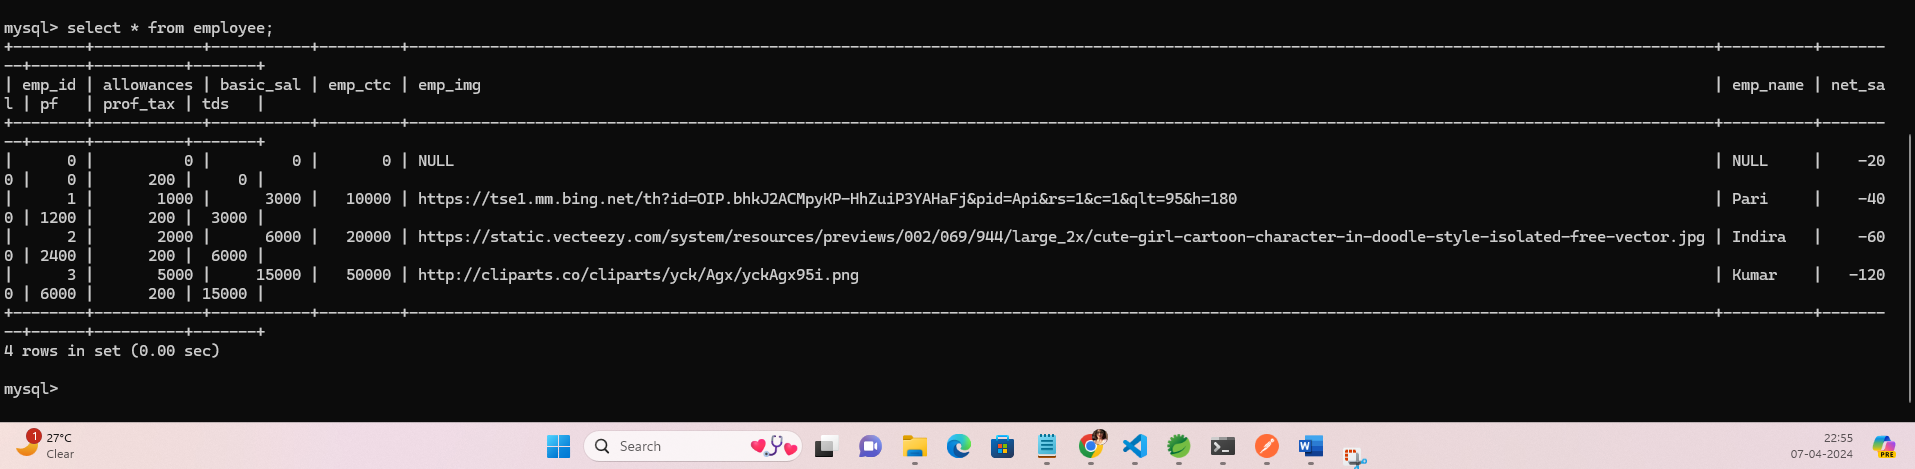 mysql> select * from employee;
+--------+------------+-----------+---------+-------------------------------------------------------------------------------------------------------------------------------------------------+----------+-------
--+------+----------+-------+
| emp_id | allowances | basic_sal | emp_ctc | emp_img                                                                                                                                         | emp_name | net_sa
l | pf   | prof_tax | tds   |
+--------+------------+-----------+---------+-------------------------------------------------------------------------------------------------------------------------------------------------+----------+-------
--+------+----------+-------+
|      0 |          0 |         0 |       0 | NULL                                                                                                                                            | NULL     |    -20
0 |    0 |      200 |     0 |
|      1 |       1000 |      3000 |   10000 | https://tse1.mm.bing.net/th?id=OIP.bhkJ2ACMpyKP-HhZuiP3YAHaFj&pid=Api&rs=1&c=1&qlt=95&h=180                                                     | Pari     |    -40
0 | 1200 |      200 |  3000 |
|      2 |       2000 |      6000 |   20000 | https://static.vecteezy.com/system/resources/previews/002/069/944/large_2x/cute-girl-cartoon-character-in-doodle-style-isolated-free-vector.jpg | Indira   |    -60
0 | 2400 |      200 |  6000 |
|      3 |       5000 |     15000 |   50000 | http://cliparts.co/cliparts/yck/Agx/yckAgx95i.png                                                                                               | Kumar    |   -120
0 | 6000 |      200 | 15000 |
+--------+------------+-----------+---------+-------------------------------------------------------------------------------------------------------------------------------------------------+----------+-------
--+------+----------+-------+
4 rows in set (0.00 sec)
mysql>
1
27°C
Clear
Search
W
PRE
22:55
07-04-2024